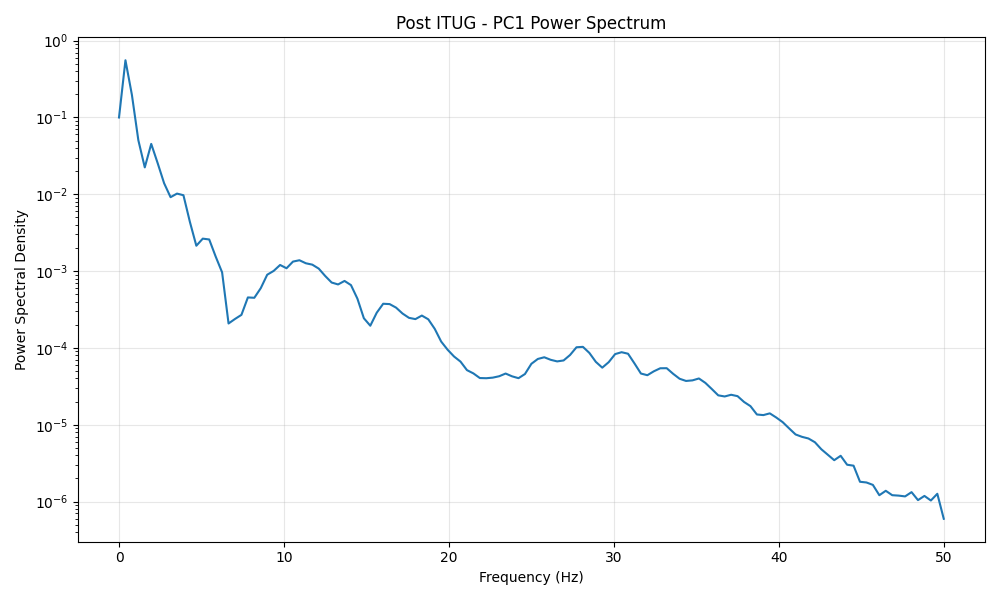 Post ITUG - PC1 Power Spectrum
Power Spectral Density
10⁰
10⁻¹
10⁻²
10⁻³
10⁻⁴
10⁻⁵
10⁻⁶
0 10 20 30 40 50
Frequency (Hz)